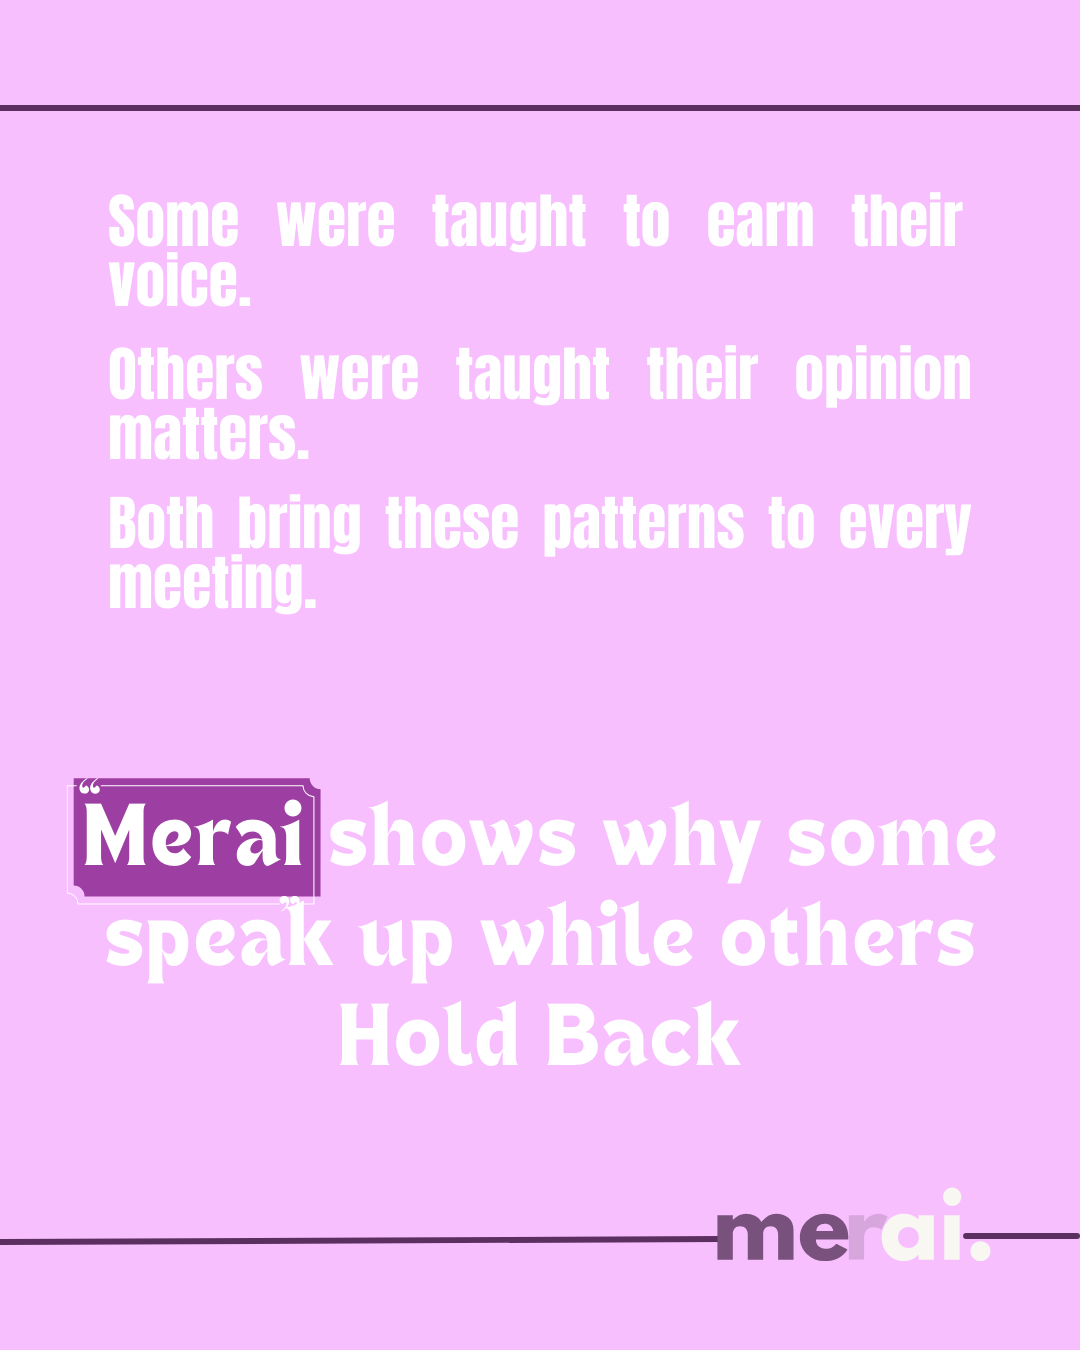 Some were taught to earn their
voice.
Others were taught their opinion
matters.
Both bring these patterns to every
meeting.
“Merai” shows why some
speak up while others
Hold Back
merai.